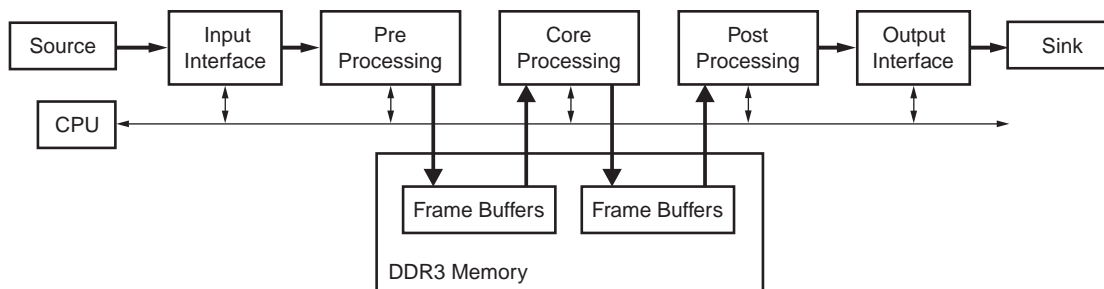 Source
Input
Interface
Pre
Processing
Core
Processing
Post
Processing
Output
Interface
Sink
CPU
Frame Buffers
Frame Buffers
DDR3 Memory